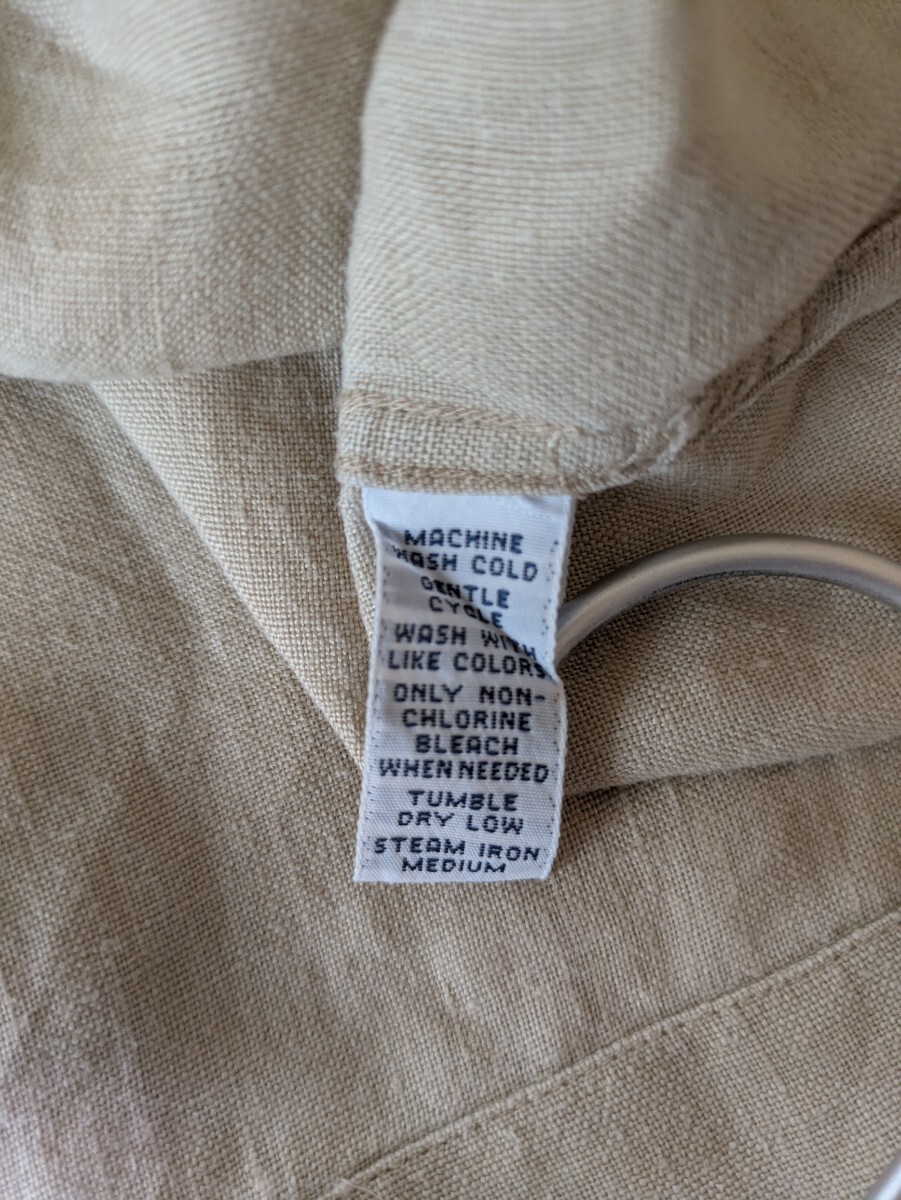 MACHINE
WASH COLD
GENTLE
CYCLE
WASH WITH
LIKE COLORS
ONLY NON-
CHLORINE
BLEACH
WHEN NEEDED
TUMBLE
DRY LOW
STEAM IRON
MEDIUM